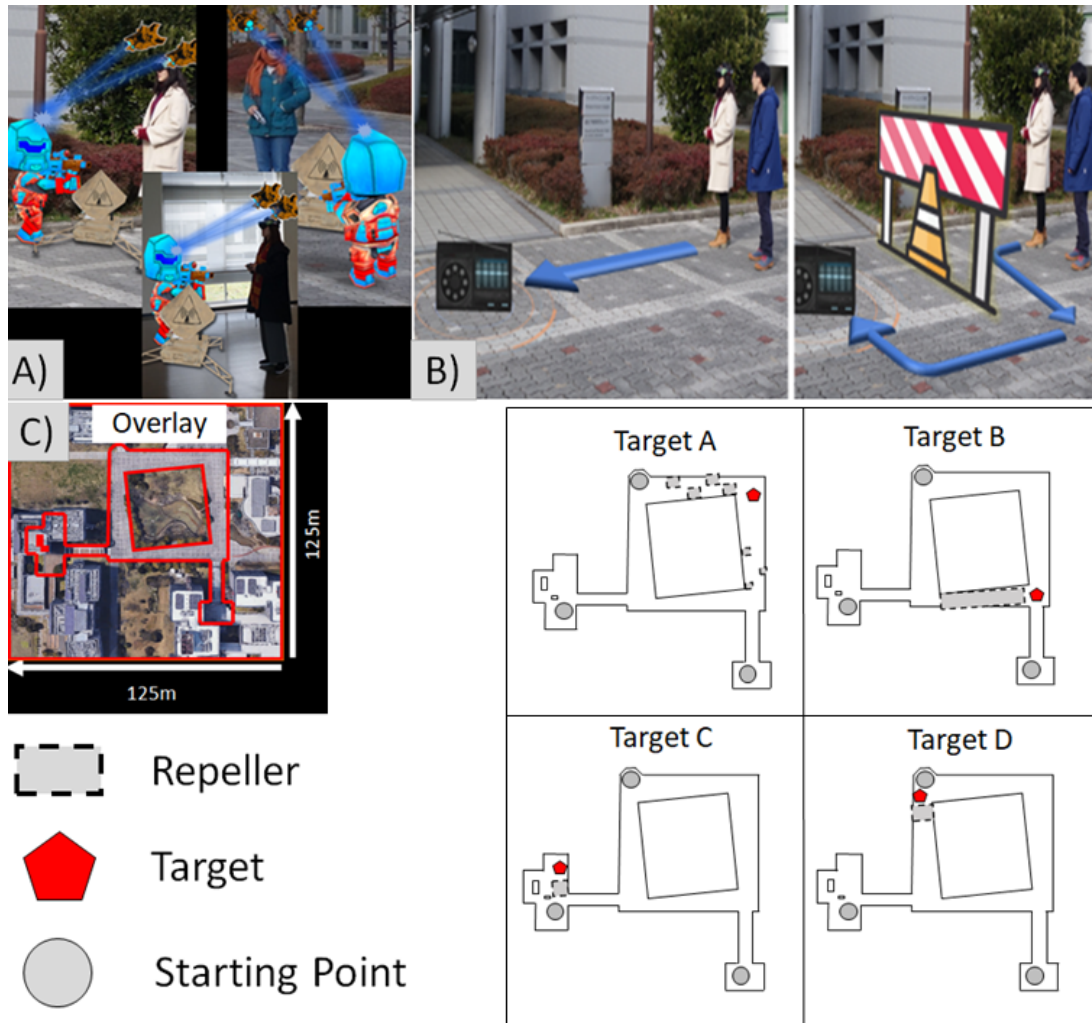 A)
B)
C)
Overlay
125m
125m
Repeller
Target
Starting Point
Target A
Target B
Target C
Target D